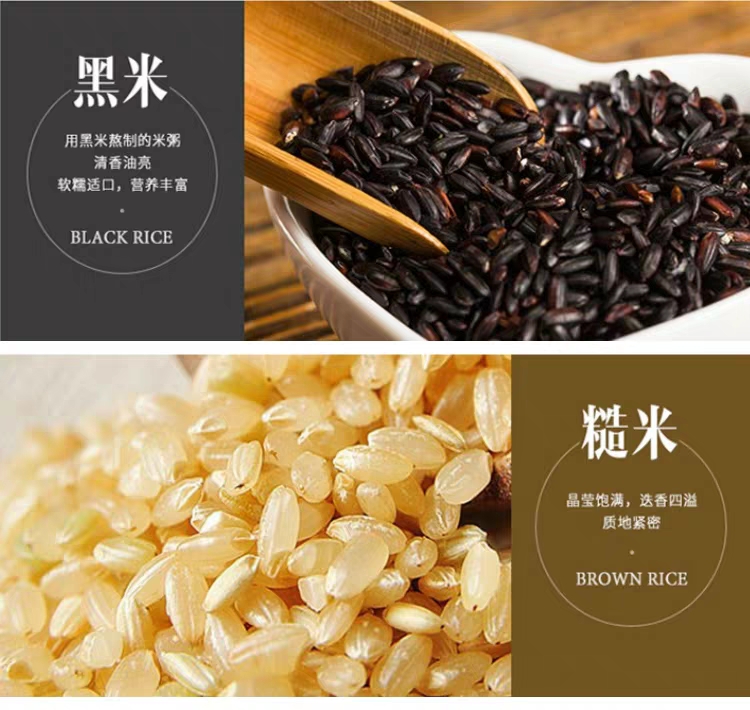 黑米
用黑米熬制的米粥
清香油亮
软糯适口，营养丰富
BLACK RICE
糙米
晶莹饱满，迭香四溢
质地紧密
BROWN RICE